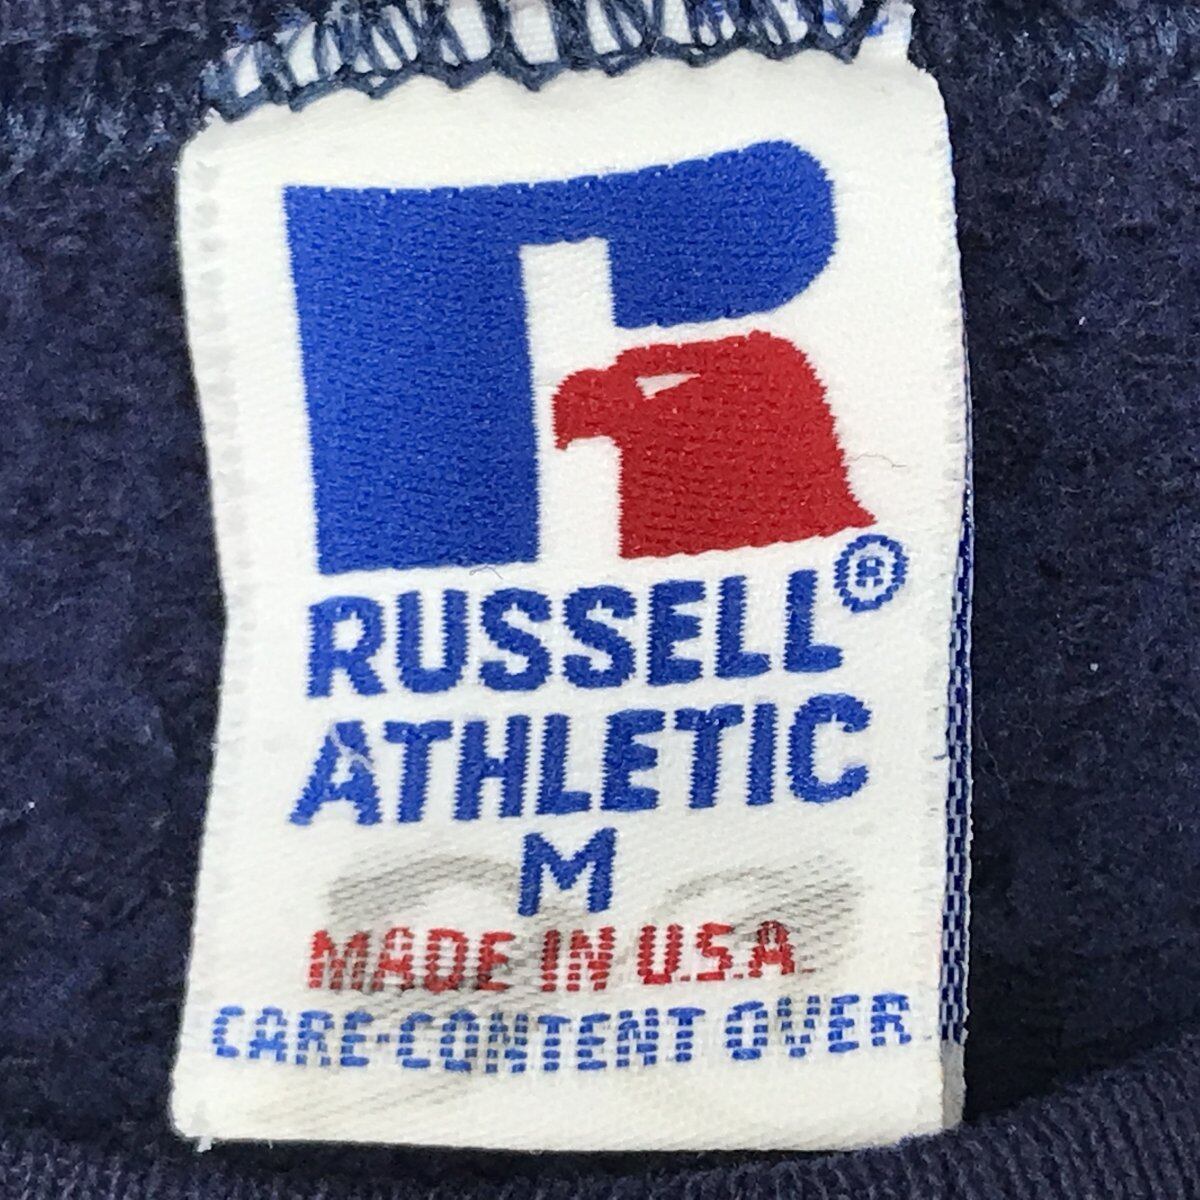 RUSSELL®
ATHLETIC
M
MADE IN U.S.A.
CARE-CONTENT OVER